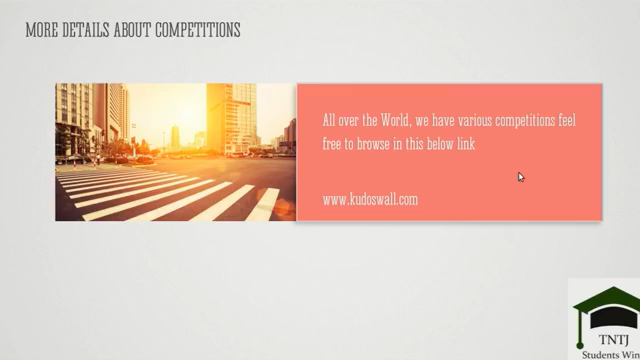 MORE DETAILS ABOUT COMPETITIONS
All over the World, we have various competitions feel
free to browse in this below link
www.kudoswall.com
TNTJ
Students Win